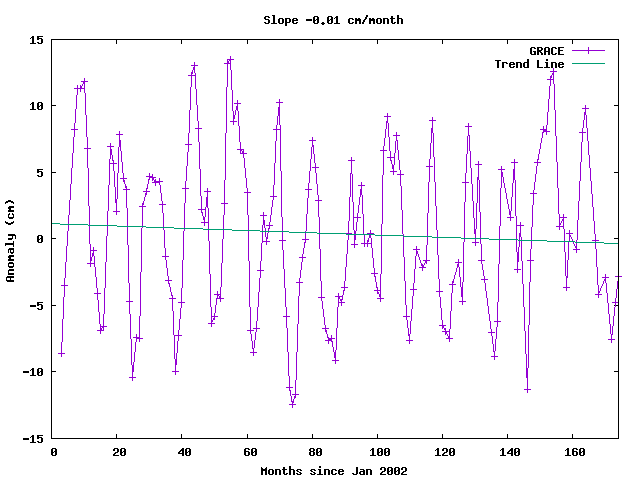 Slope -0.01 cm/month
GRACE
Trend Line
15
10
5
0
-5
-10
-15
Anomaly (cm)
0 20 40 60 80 100 120 140 160
Months since Jan 2002